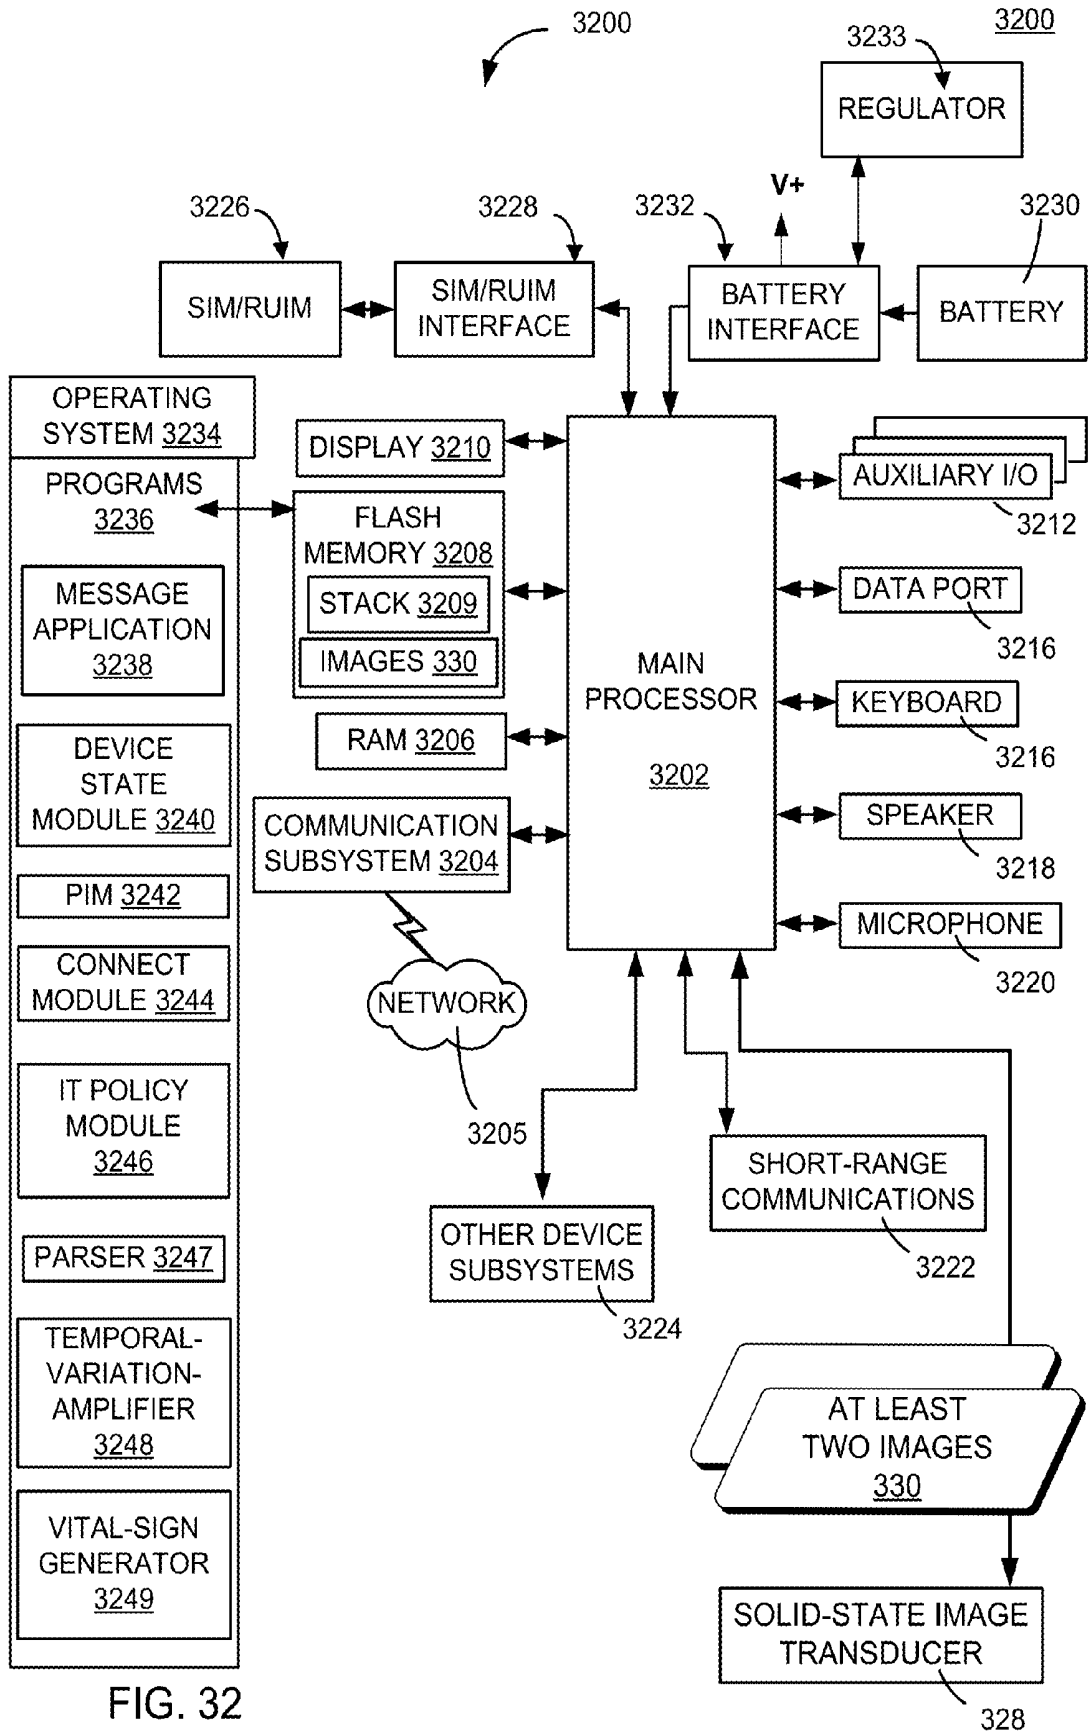 3200
3200
3233
REGULATOR
V+
3226
3228
3232
3230
SIM/RUIM
SIM/RUIM
INTERFACE
BATTERY
INTERFACE
BATTERY
OPERATING
SYSTEM 3234
PROGRAMS
3236
MESSAGE
APPLICATION
3238
DEVICE
STATE
MODULE 3240
PIM 3242
CONNECT
MODULE 3244
IT POLICY
MODULE
3246
PARSER 3247
TEMPORAL-
VARIATION-
AMPLIFIER
3248
VITAL-SIGN
GENERATOR
3249
DISPLAY 3210
FLASH
MEMORY 3208
STACK 3209
IMAGES 330
RAM 3206
COMMUNICATION
SUBSYSTEM 3204
NETWORK
3205
MAIN
PROCESSOR
3202
AUXILIARY I/O
3212
DATA PORT
3216
KEYBOARD
3216
SPEAKER
3218
MICROPHONE
3220
SHORT-RANGE
COMMUNICATIONS
3222
OTHER DEVICE
SUBSYSTEMS
3224
AT LEAST
TWO IMAGES
330
SOLID-STATE IMAGE
TRANSDUCER
328
FIG. 32